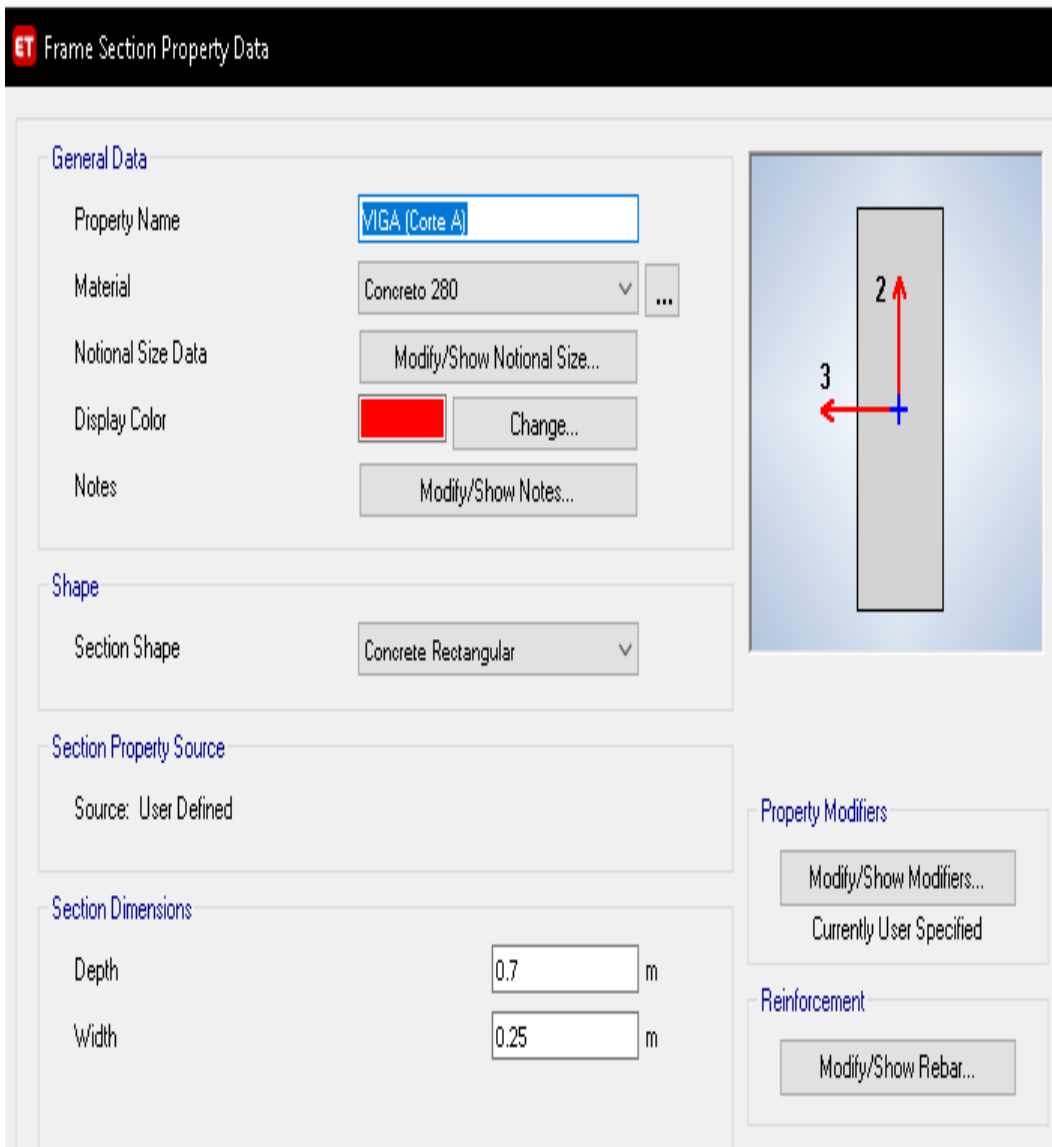 ET Frame Section Property Data
General Data
Property Name VIGA (Corte A)
Material Concreto 280 ...
Notional Size Data Modify/Show Notional Size...
Display Color Change...
Notes Modify/Show Notes...
2
3
Shape
Section Shape Concrete Rectangular
Section Property Source
Source: User Defined
Property Modifiers
Modify/Show Modifiers...
Currently User Specified
Section Dimensions
Depth 0.7 m
Width 0.25 m
Reinforcement
Modify/Show Rebar...